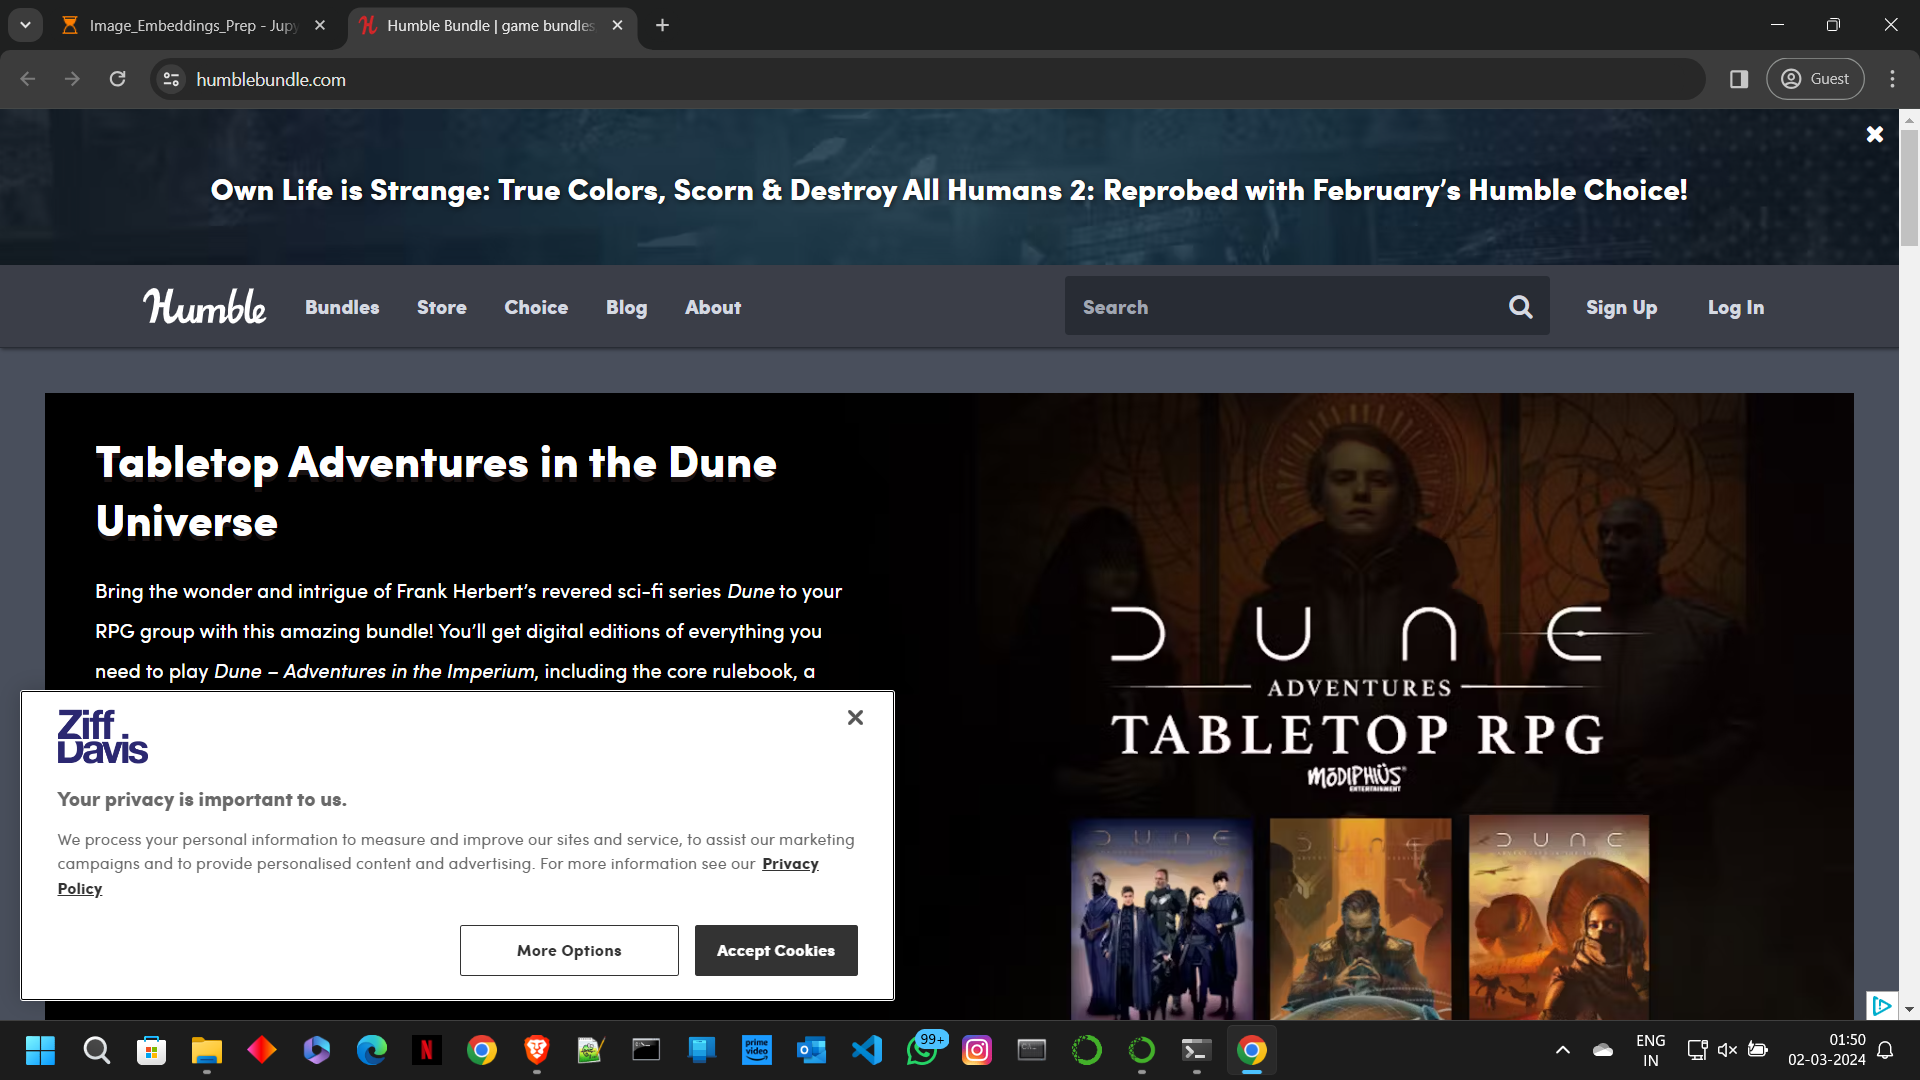 Image_Embeddings_Prep - Jupy
Humble Bundle | game bundles
humblebundle.com
Guest
Own Life is Strange: True Colors, Scorn & Destroy All Humans 2: Reprobed with February’s Humble Choice!
Humble
Bundles
Store
Choice
Blog
About
Search
Sign Up
Log In
Tabletop Adventures in the Dune
Universe
Bring the wonder and intrigue of Frank Herbert’s revered sci-fi series Dune to your
RPG group with this amazing bundle! You’ll get digital editions of everything you
need to play Dune – Adventures in the Imperium, including the core rulebook, a
DUNE
ADVENTURES
TABLETOP RPG
MŌDIPHIÜS®
ENTERTAINMENT
DUNE
DUNE
DUNE
Ziff
Davis
Your privacy is important to us.
We process your personal information to measure and improve our sites and service, to assist our marketing
campaigns and to provide personalised content and advertising. For more information see our Privacy
Policy
More Options
Accept Cookies
N
prime
video
99+
ENG
IN
01:50
02-03-2024